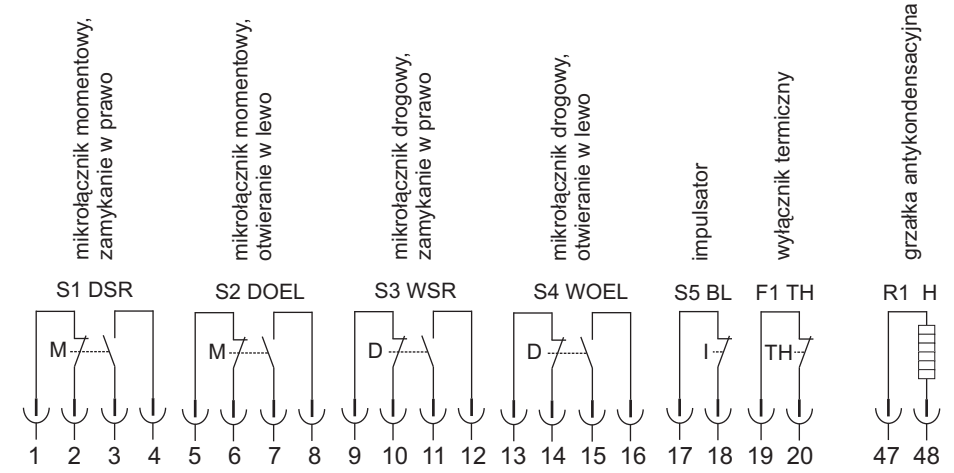 mikrołącznik momentowy,
zamykanie w prawo
mikrołącznik momentowy,
otwieranie w lewo
mikrołącznik drogowy,
zamykanie w prawo
mikrołącznik drogowy,
otwieranie w lewo
impulsator
wyłącznik termiczny
grzałka antykondensacyjna
S1 DSR
S2 DOEL
S3 WSR
S4 WOEL
S5 BL
F1 TH
R1 H
M
M
D
D
I
TH
1 2 3 4 5 6 7 8 9 10 11 12 13 14 15 16 17 18 19 20 47 48